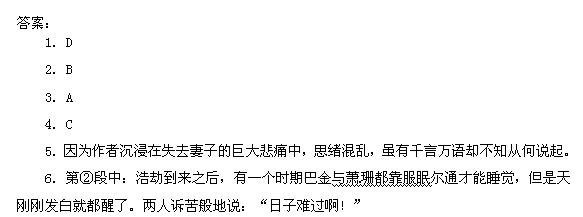 答案：
1. D
2. B
3. A
4. C
5. 因为作者沉浸在失去妻子的巨大悲痛中，思绪混乱，虽有千言万语却不知从何说起。
6. 第②段中：浩劫到来之后，有一个时期巴金与萧珊都靠服眠尔通才能睡觉，但是天
刚刚发白就都醒了。两人诉苦般地说：“日子难过啊！”